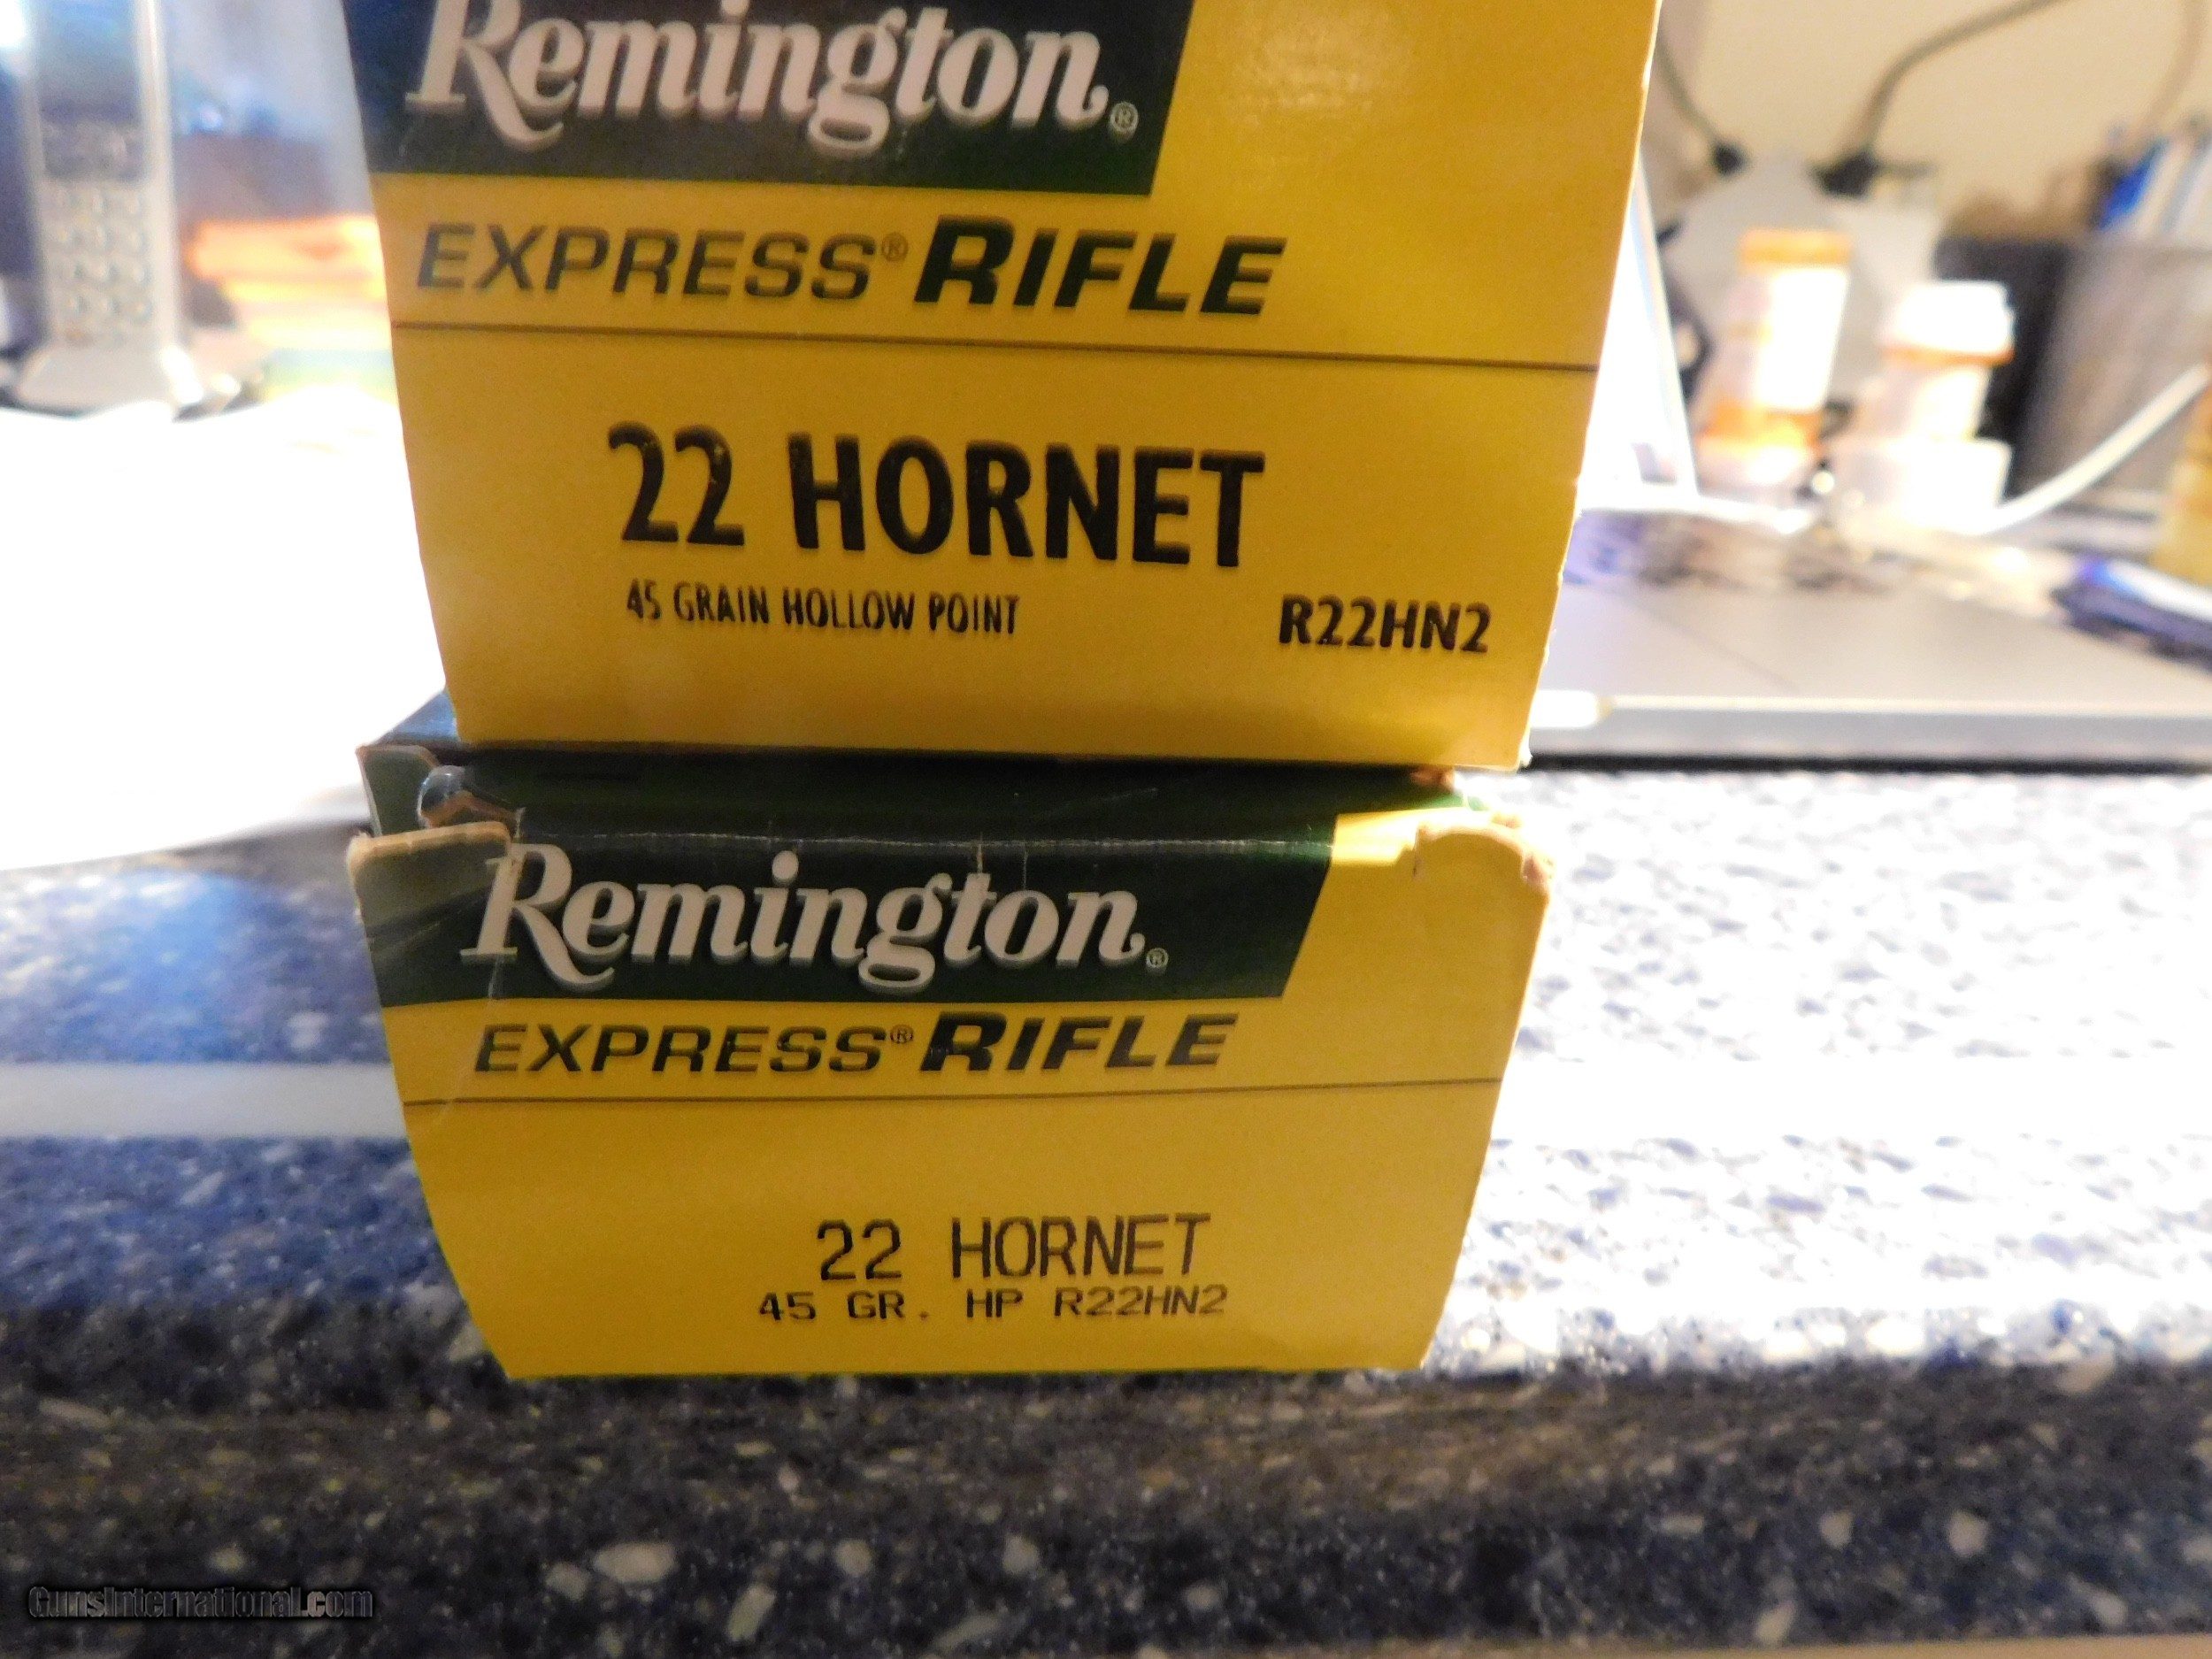 Remington®
EXPRESS® RIFLE
22 HORNET
45 GRAIN HOLLOW POINT R22HN2
Remington®
EXPRESS® RIFLE
22 HORNET
45 GR. HP R22HN2
GunsInternational.com